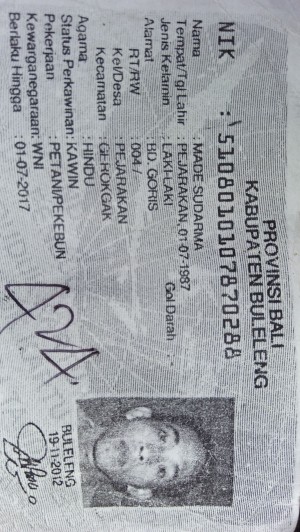 PROVINSI BALI
KABUPATEN BULELENG
NIK : 5108010107870288
Nama : MADE SUDARMA
Tempat/Tgl Lahir : PEJARAKAN, 01-07-1987
Jenis Kelamin : LAKI-LAKI Gol Darah : -
Alamat : BD. GORIS
RT/RW : 004 /
Kel/Desa : PEJARAKAN
Kecamatan : GEROKGAK
Agama : HINDU
Status Perkawinan: KAWIN
Pekerjaan : PETANI/PEKEBUN
Kewarganegaraan: WNI
Berlaku Hingga : 01-07-2017
BULELENG
19-11-2012